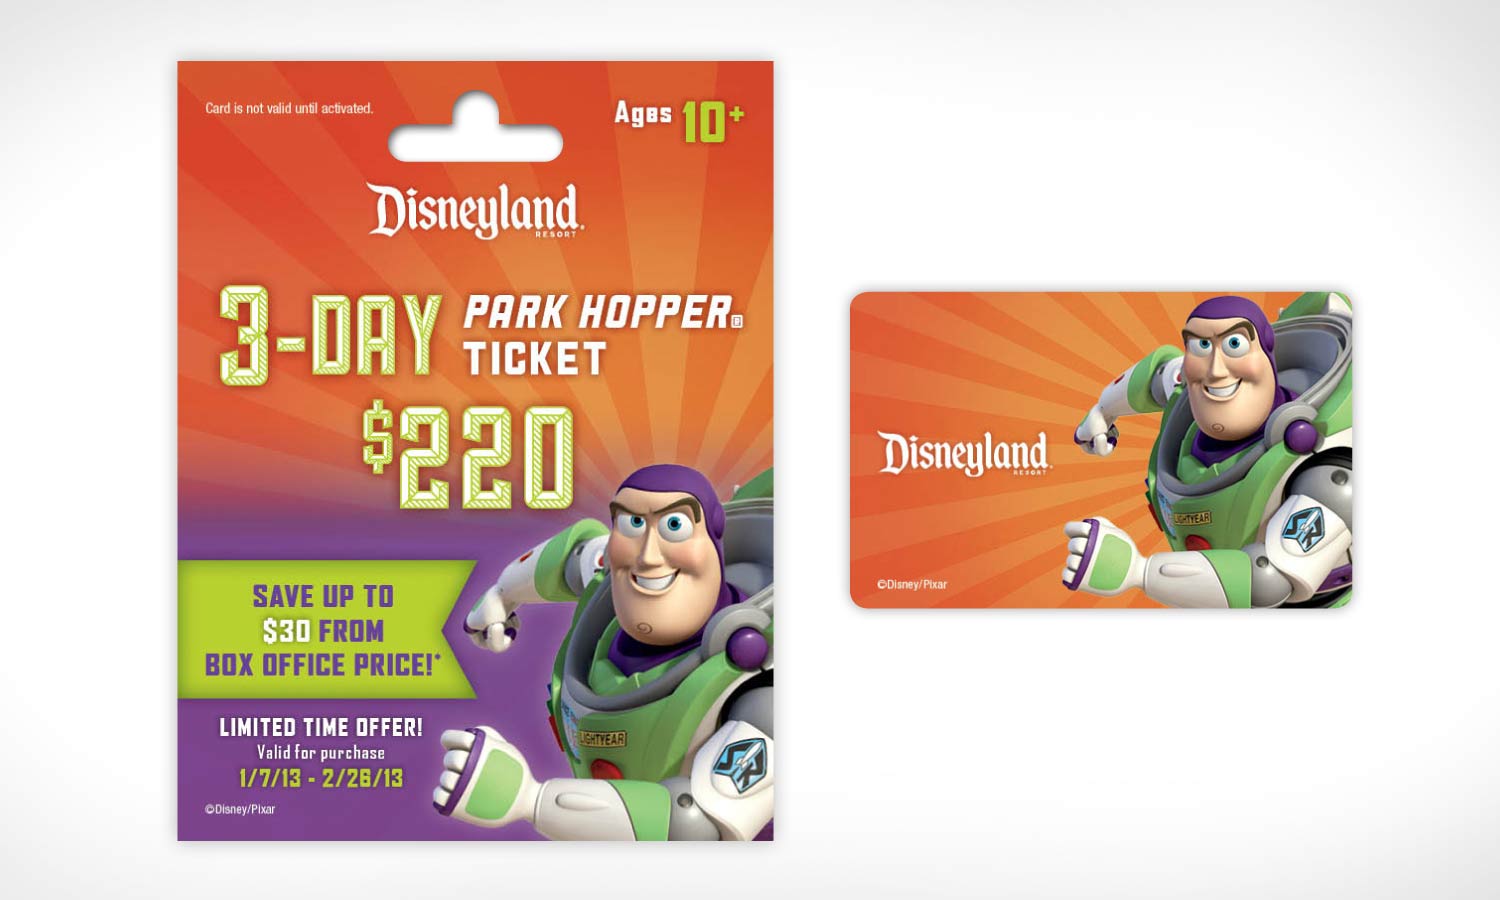 Card is not valid until activated.
Ages 10+
Disneyland®
RESORT
3-DAY PARK HOPPER®
TICKET
$220
SAVE UP TO
$30 FROM
BOX OFFICE PRICE!*
LIMITED TIME OFFER!
Valid for purchase
1/7/13 - 2/26/13
©Disney/Pixar
LIGHTYEAR
Disneyland®
RESORT
LIGHTYEAR
©Disney/Pixar